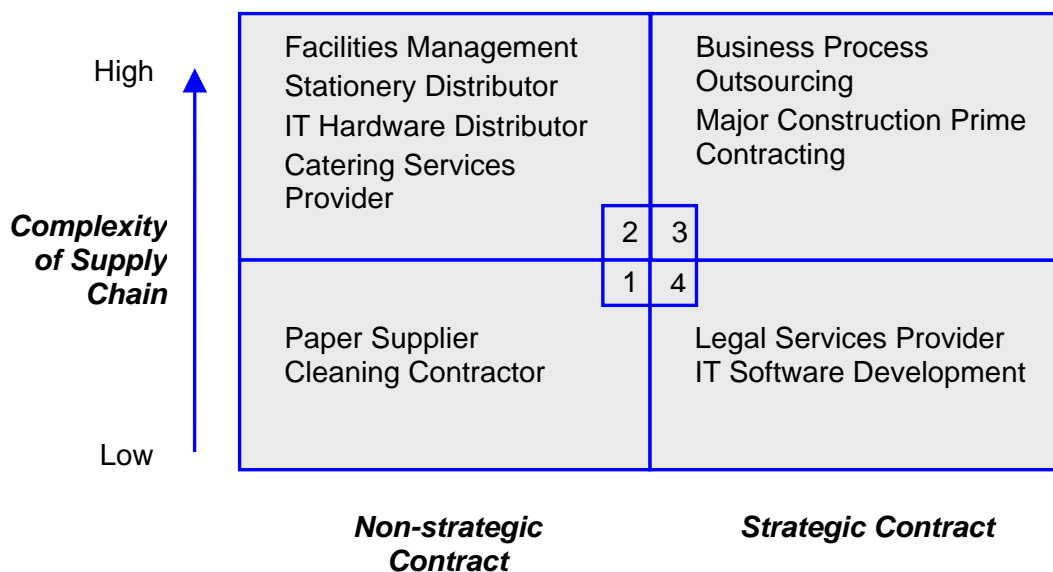 High
Facilities Management
Stationery Distributor
IT Hardware Distributor
Catering Services
Provider
Business Process
Outsourcing
Major Construction Prime
Contracting
Complexity
of Supply
Chain
2
3
1
4
Paper Supplier
Cleaning Contractor
Legal Services Provider
IT Software Development
Low
Non-strategic
Contract
Strategic Contract